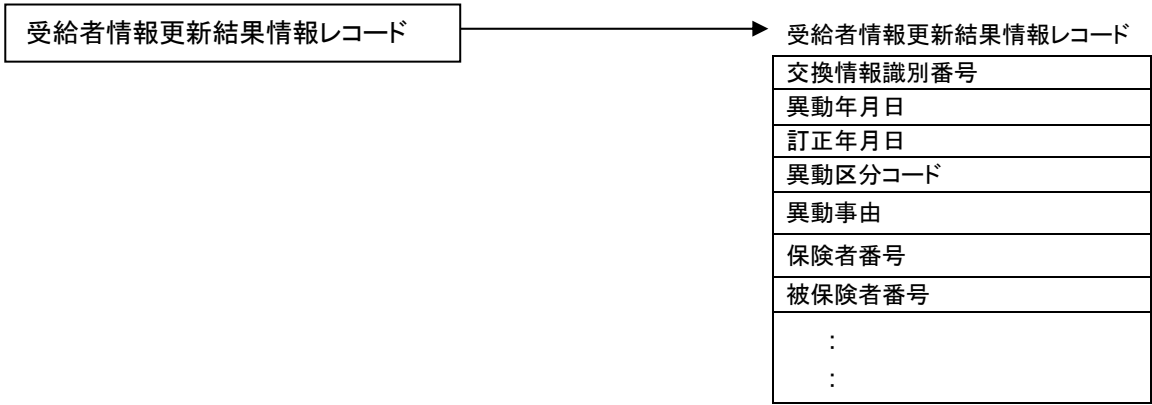 受給者情報更新結果情報レコード
受給者情報更新結果情報レコード
交換情報識別番号
異動年月日
訂正年月日
異動区分コード
異動事由
保険者番号
被保険者番号
:
: